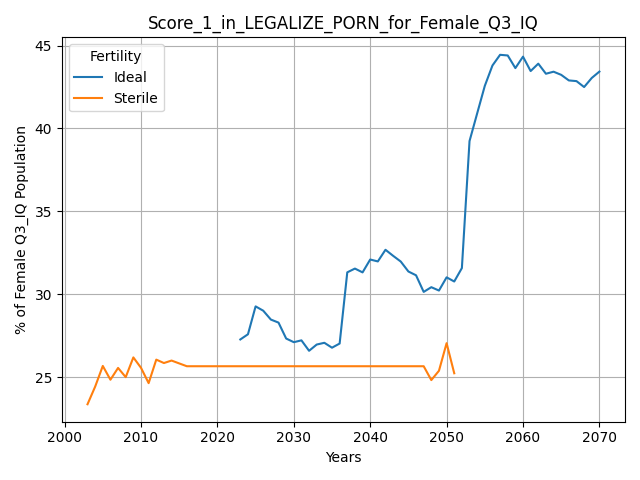 Score_1_in_LEGALIZE_PORN_for_Female_Q3_IQ
% of Female Q3_IQ Population
45
40
35
30
25
Fertility
Ideal
Sterile
2000 2010 2020 2030 2040 2050 2060 2070
Years